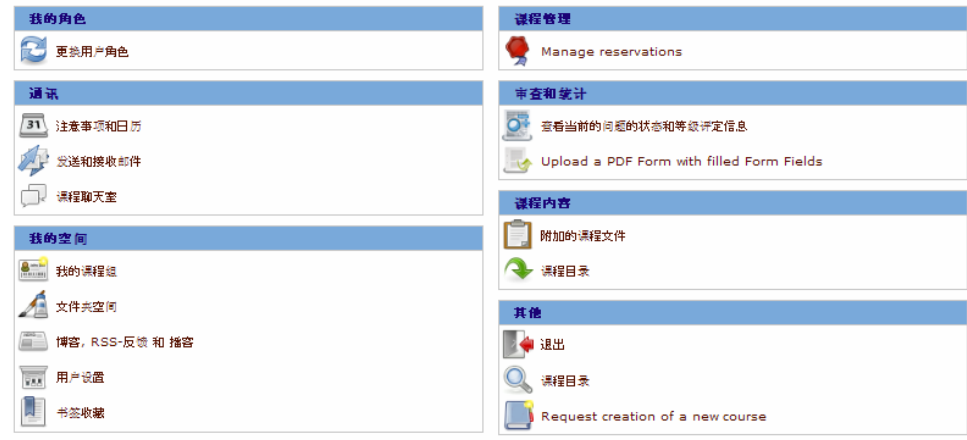 我的角色
更换用户角色
通讯
31
注意事项和日历
发送和接收邮件
课程聊天室
我的空间
我的课程组
文件夹空间
博客, RSS-反馈 和 播客
用户设置
书签收藏
课程管理
Manage reservations
审查和统计
查看当前的问题的状态和等级评定信息
Upload a PDF Form with filled Form Fields
课程内容
附加的课程文件
课程目录
其他
退出
课程目录
Request creation of a new course